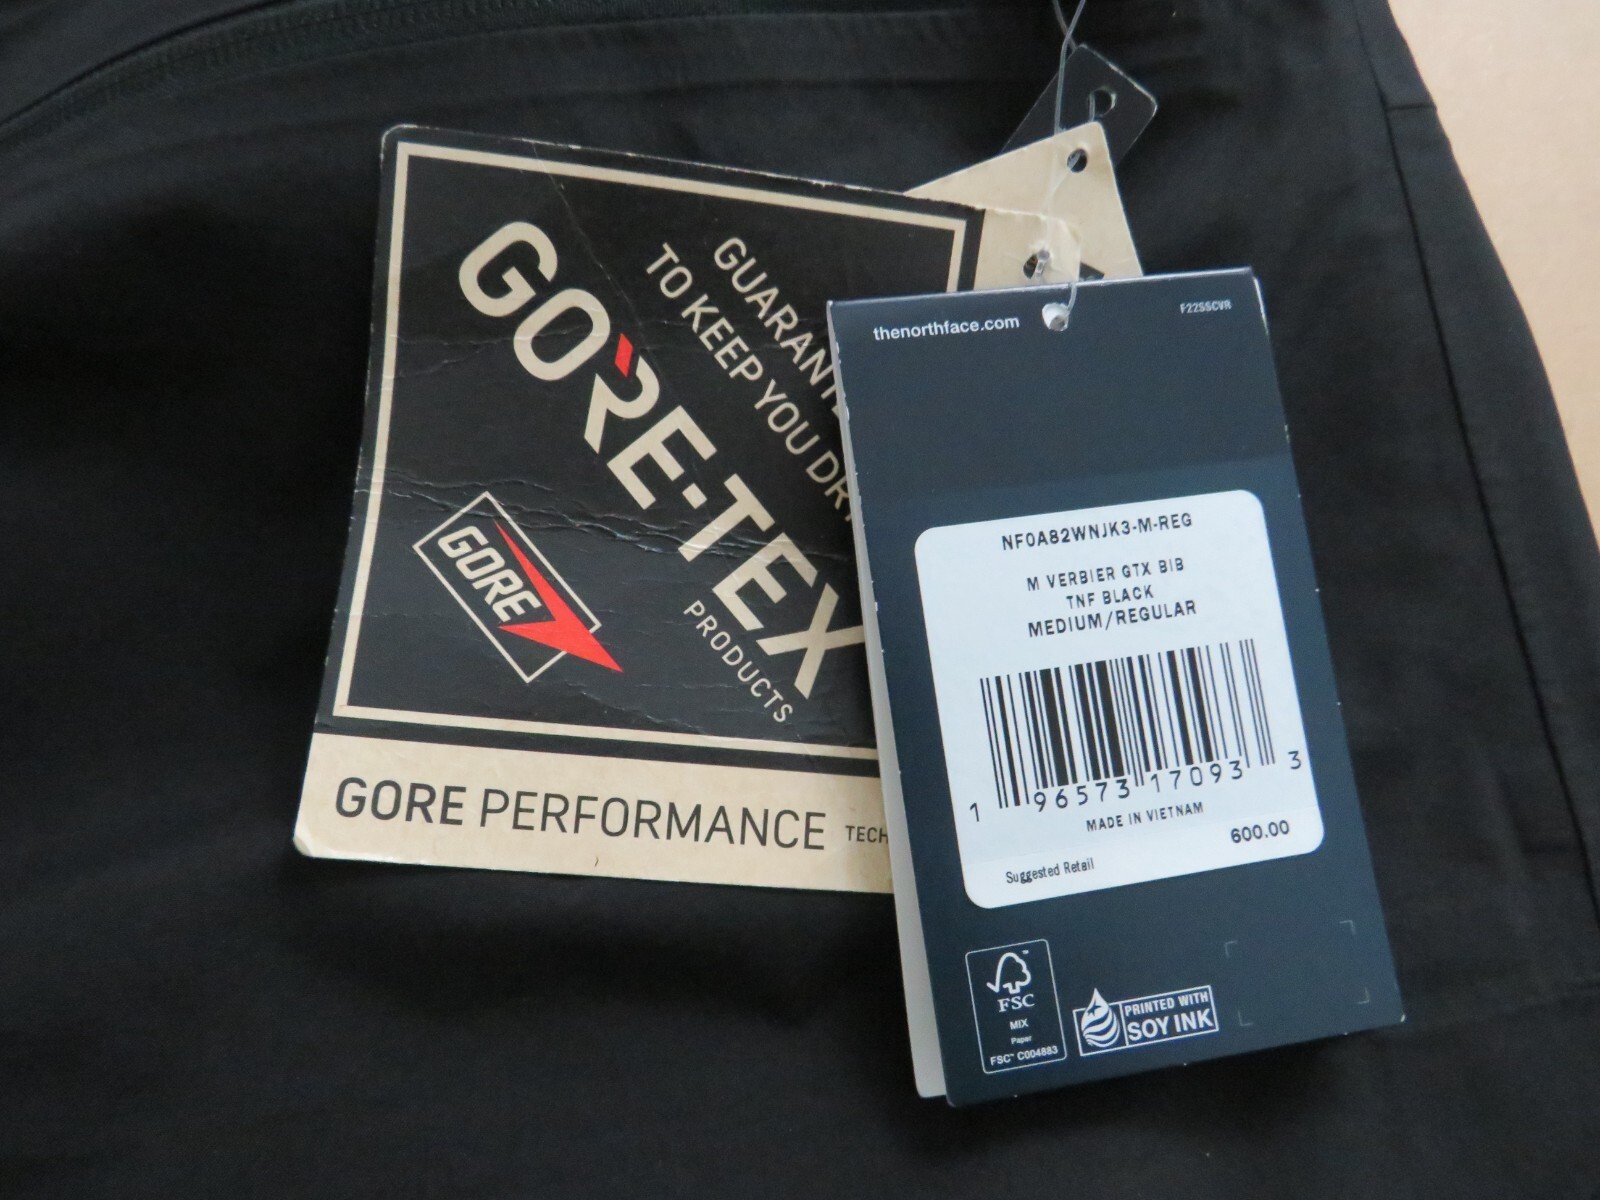 GORE-TEX
PRODUCTS
TO KEEP YOU
GORE
GORE PERFORMANCE
thenorthface.com
F22SSCVR
NF0A82WNJK3-M-REG
M VERBIER GTX BIB
TNF BLACK
MEDIUM/REGULAR
1 96573 17093 3
MADE IN VIETNAM
600.00
Suggested Retail
FSC
MIX
Paper
FSC™ C004883
PRINTED WITH
SOY INK